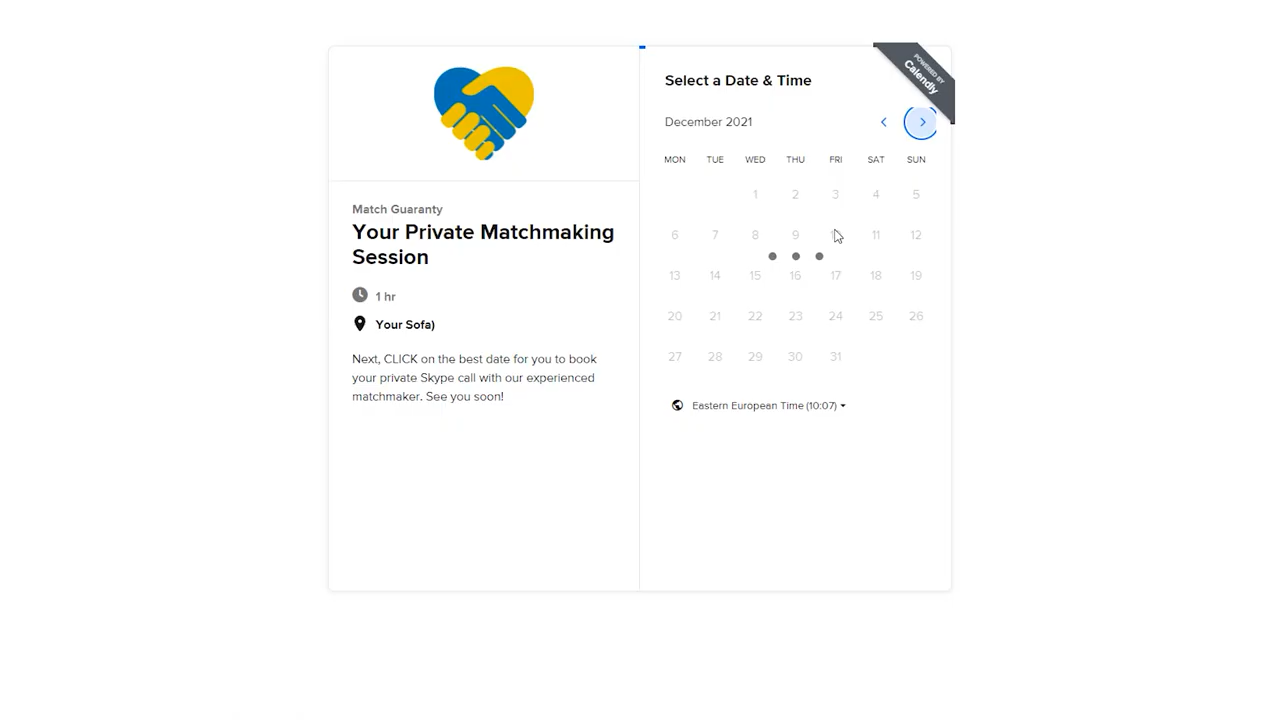 POWERED BY
Calendly
Select a Date & Time
December 2021
MON TUE WED THU FRI SAT SUN
1 2 3 4 5
6 7 8 9 11 12
13 14 15 16 17 18 19
20 21 22 23 24 25 26
27 28 29 30 31
Eastern European Time (10:07)
Match Guaranty
Your Private Matchmaking
Session
1 hr
Your Sofa)
Next, CLICK on the best date for you to book
your private Skype call with our experienced
matchmaker. See you soon!